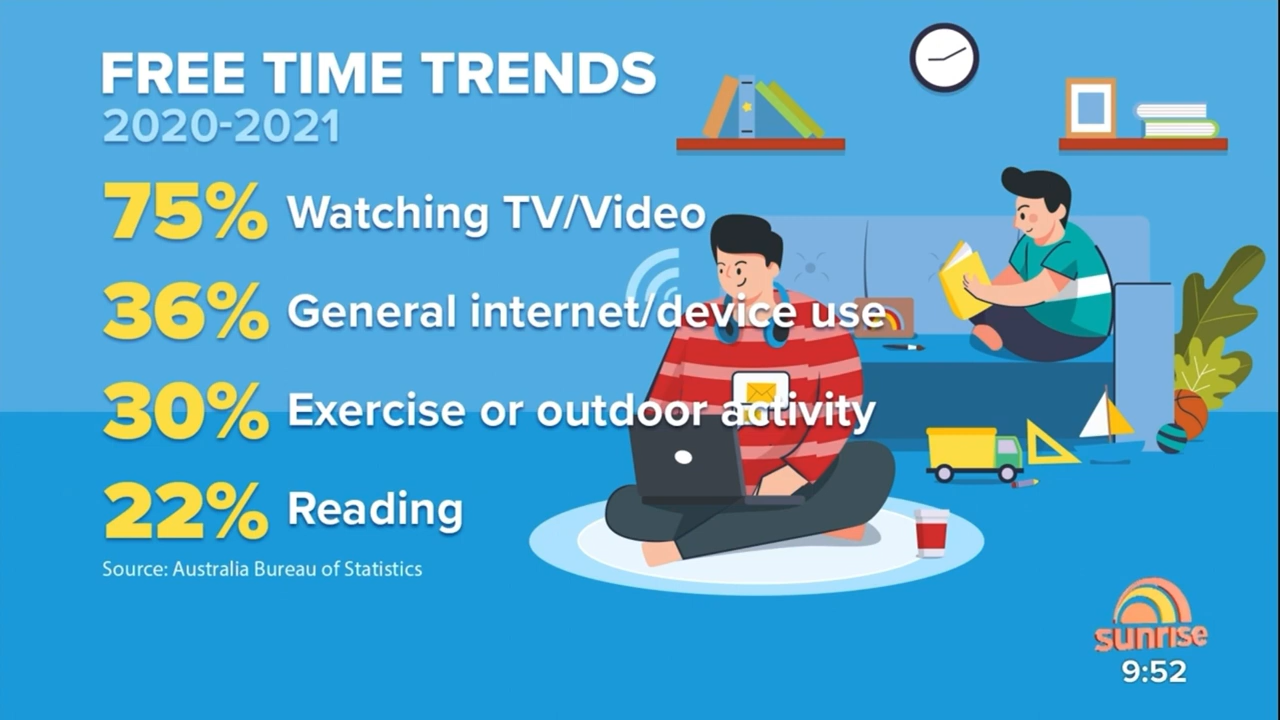 FREE TIME TRENDS
2020-2021
75% Watching TV/Video
36% General internet/device use
30% Exercise or outdoor activity
22% Reading
Source: Australia Bureau of Statistics
sunrise
9:52